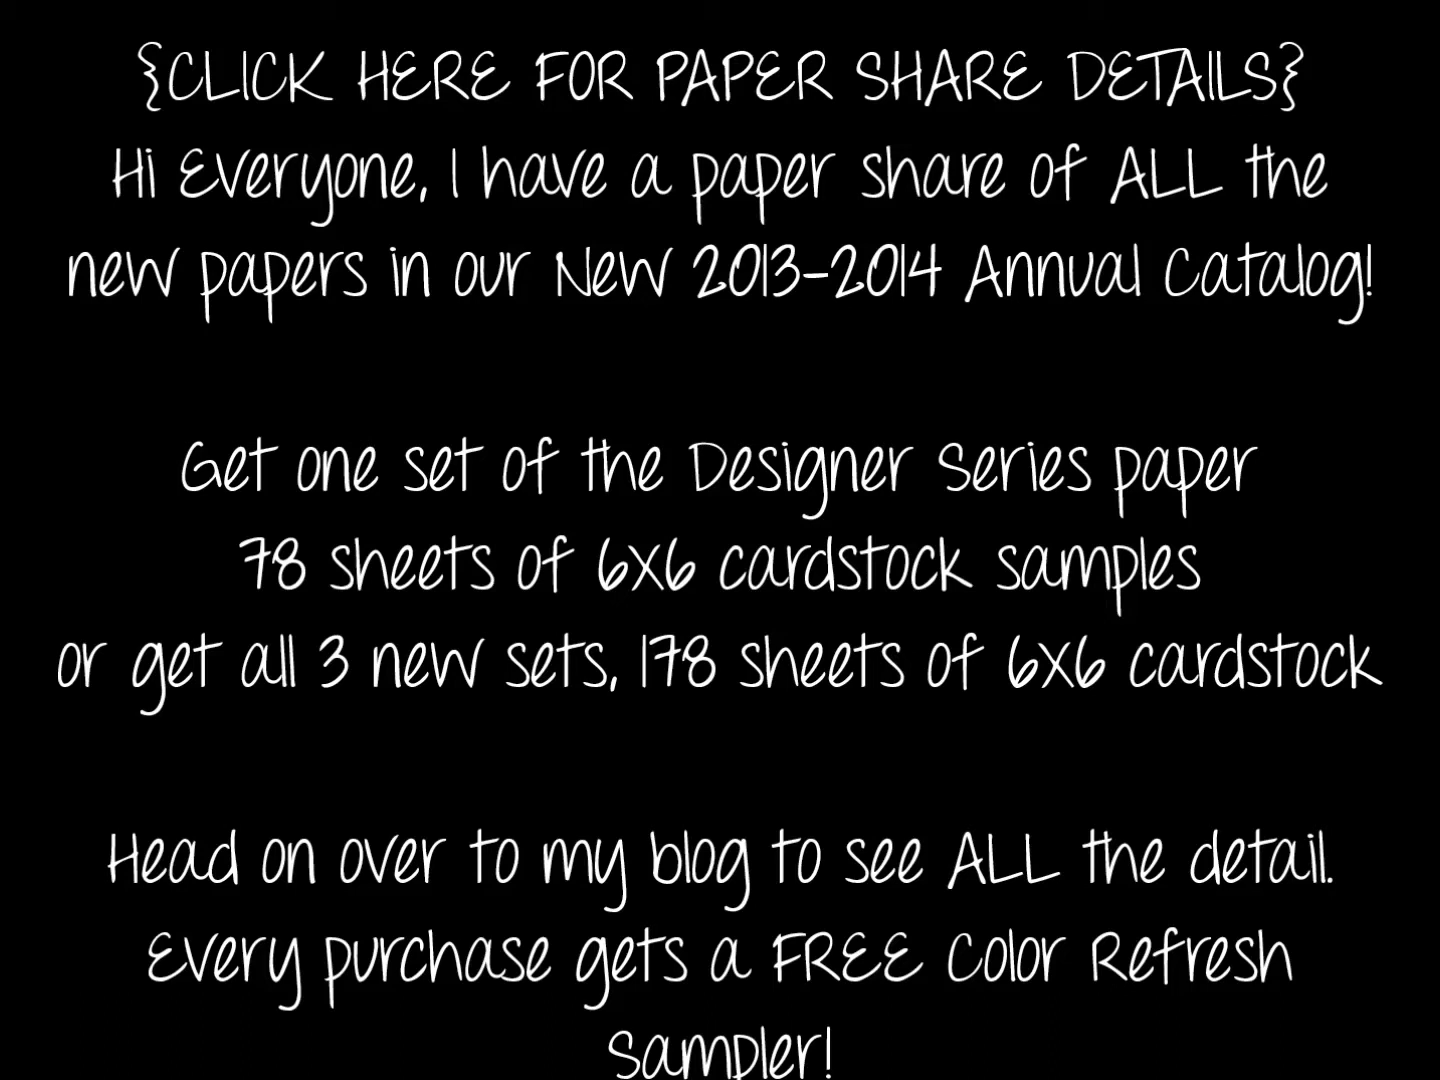 {CLICK HERE FOR PAPER SHARE DETAILS}
Hi Everyone, I have a paper share of ALL the
new papers in our New 2013-2014 Annual Catalog!
Get one set of the Designer Series paper
78 sheets of 6x6 cardstock samples
or get all 3 new sets, 178 sheets of 6x6 cardstock
Head on over to my blog to see ALL the detail.
Every purchase gets a FREE Color Refresh
Sampler!